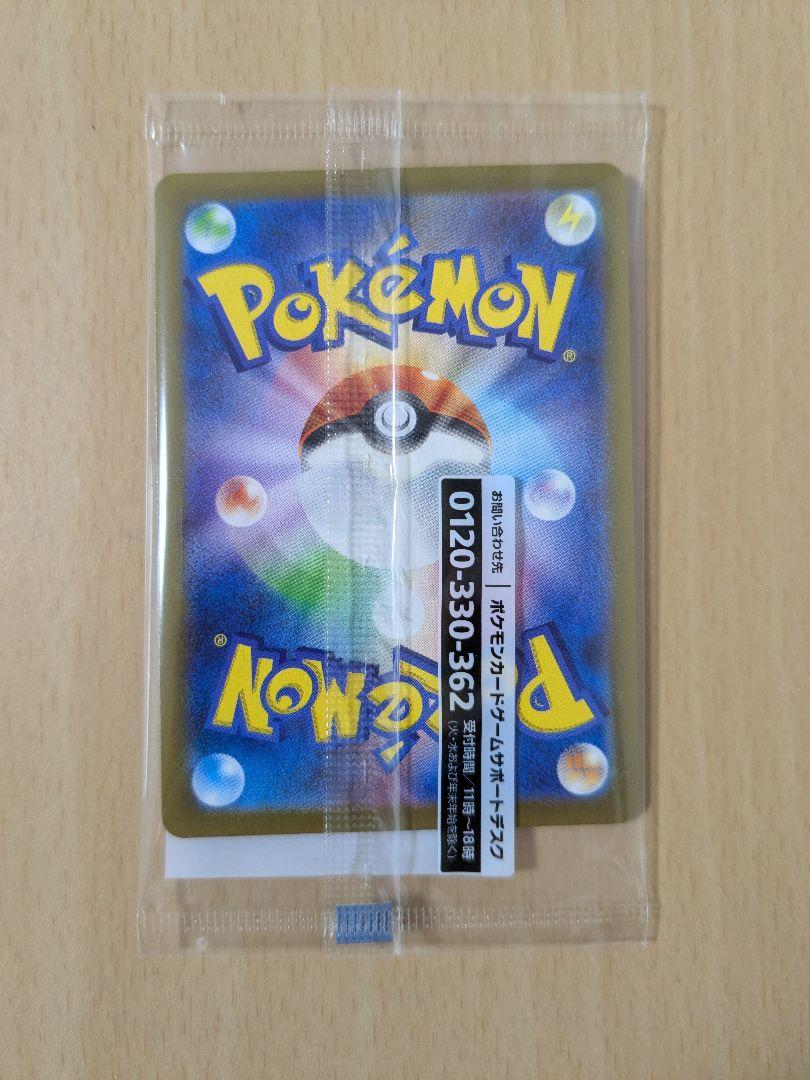 POKéMON
®
お問い合わせ先 | ポケモンカードゲームサポートデスク
0120-330-362 受付時間/11時~18時
(火・水および年末年始を除く)
POKéMON
®